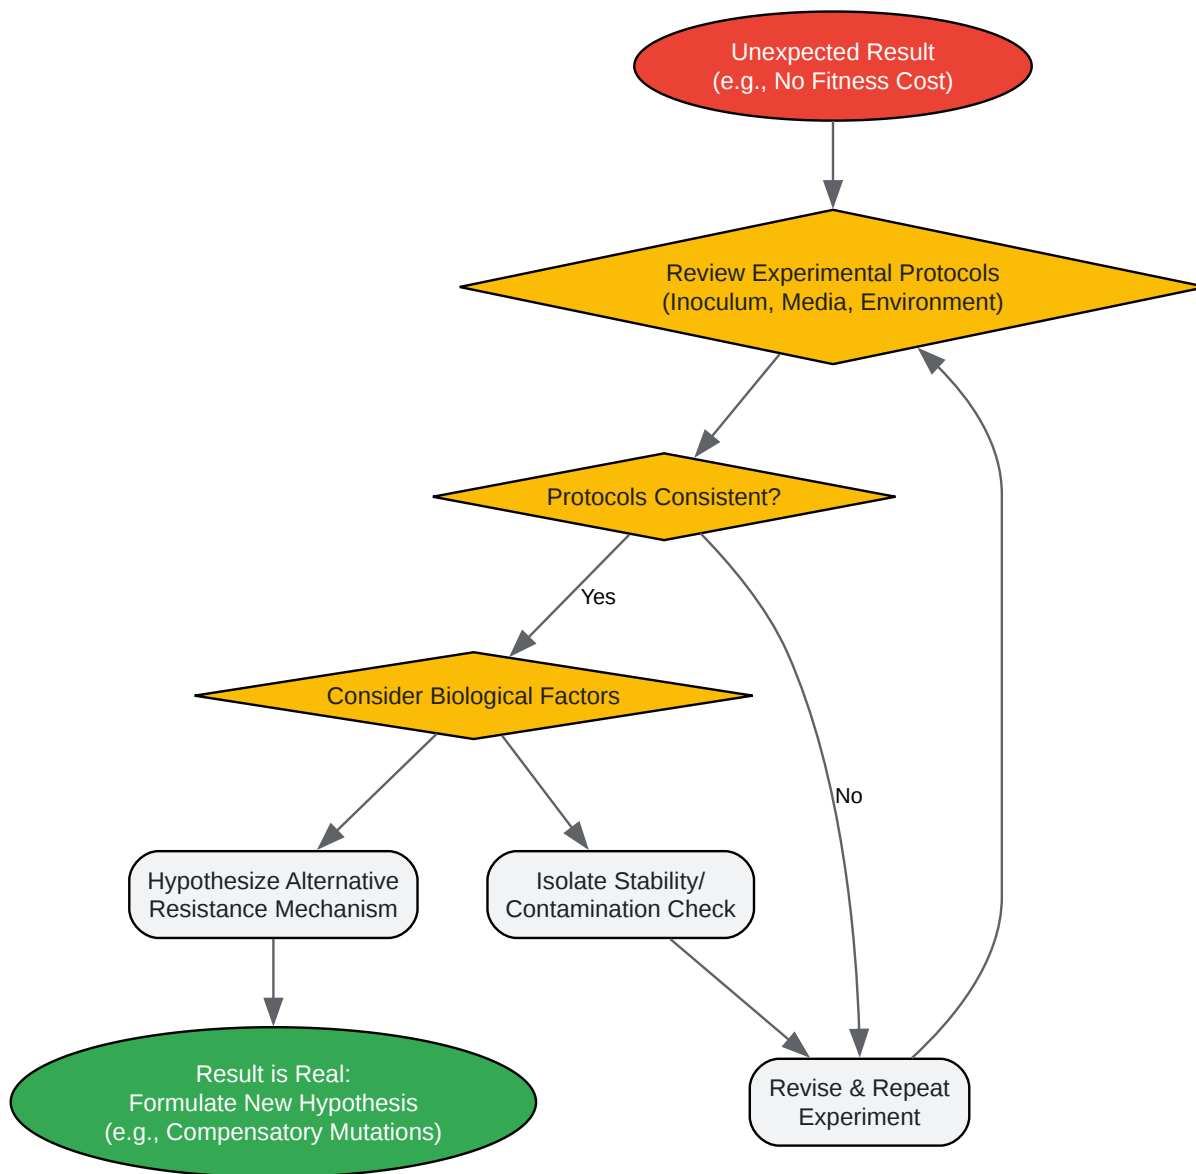 Unexpected Result
(e.g., No Fitness Cost)
Review Experimental Protocols
(Inoculum, Media, Environment)
Protocols Consistent?
Yes
Consider Biological Factors
No
Hypothesize Alternative
Resistance Mechanism
Isolate Stability/
Contamination Check
Result is Real:
Formulate New Hypothesis
(e.g., Compensatory Mutations)
Revise & Repeat
Experiment